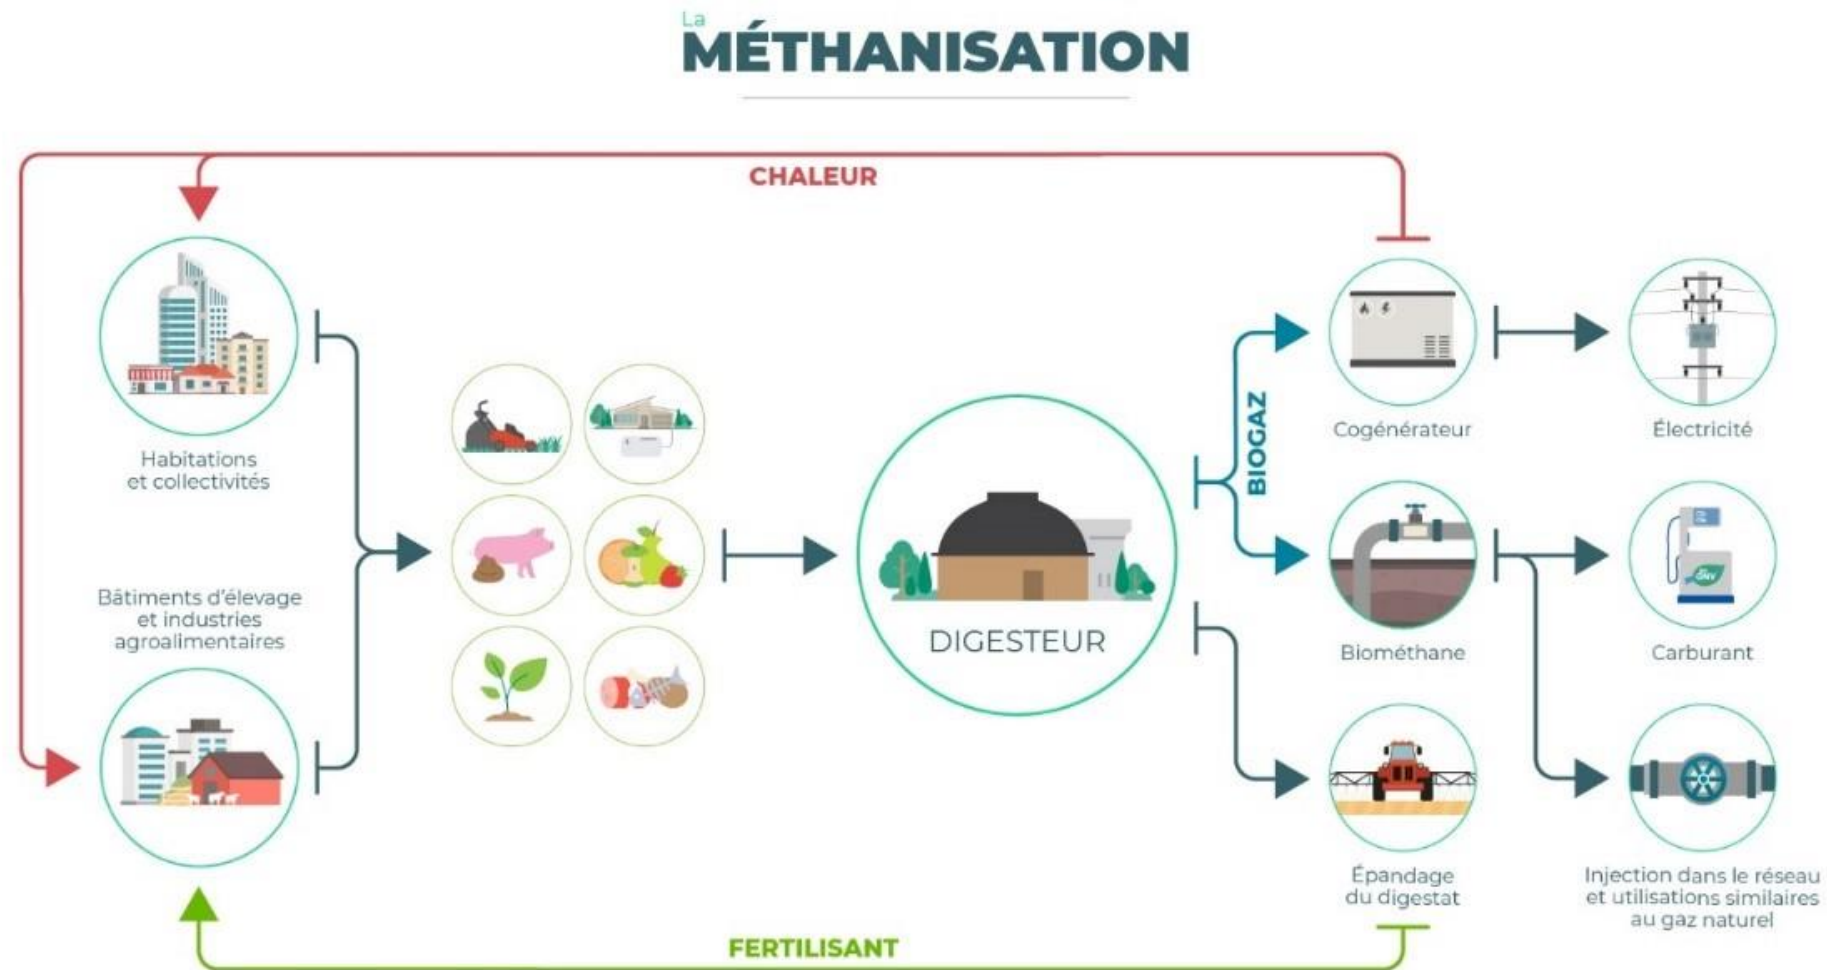 La
MÉTHANISATION
CHALEUR
Habitations
et collectivités
Bâtiments d'élevage
et industries
agroalimentaires
DIGESTEUR
BIOGAZ
Cogénérateur
Électricité
Biométhane
GNV
Carburant
Épandage
du digestat
Injection dans le réseau
et utilisations similaires
au gaz naturel
FERTILISANT